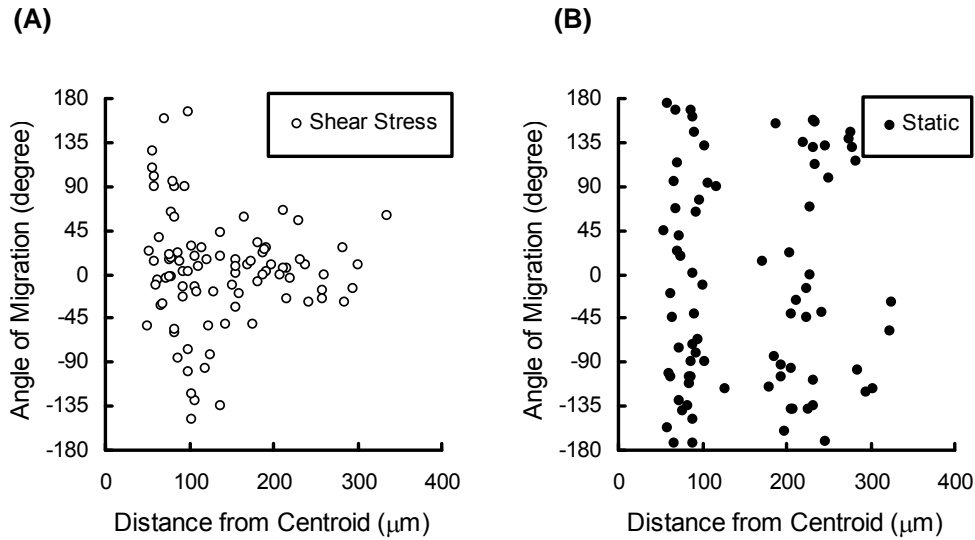 (A)
(B)
Shear Stress
Static
Angle of Migration (degree)
180
135
90
45
0
-45
-90
-135
-180
0 100 200 300 400
Distance from Centroid (μm)
Angle of Migration (degree)
180
135
90
45
0
-45
-90
-135
-180
0 100 200 300 400
Distance from Centroid (μm)